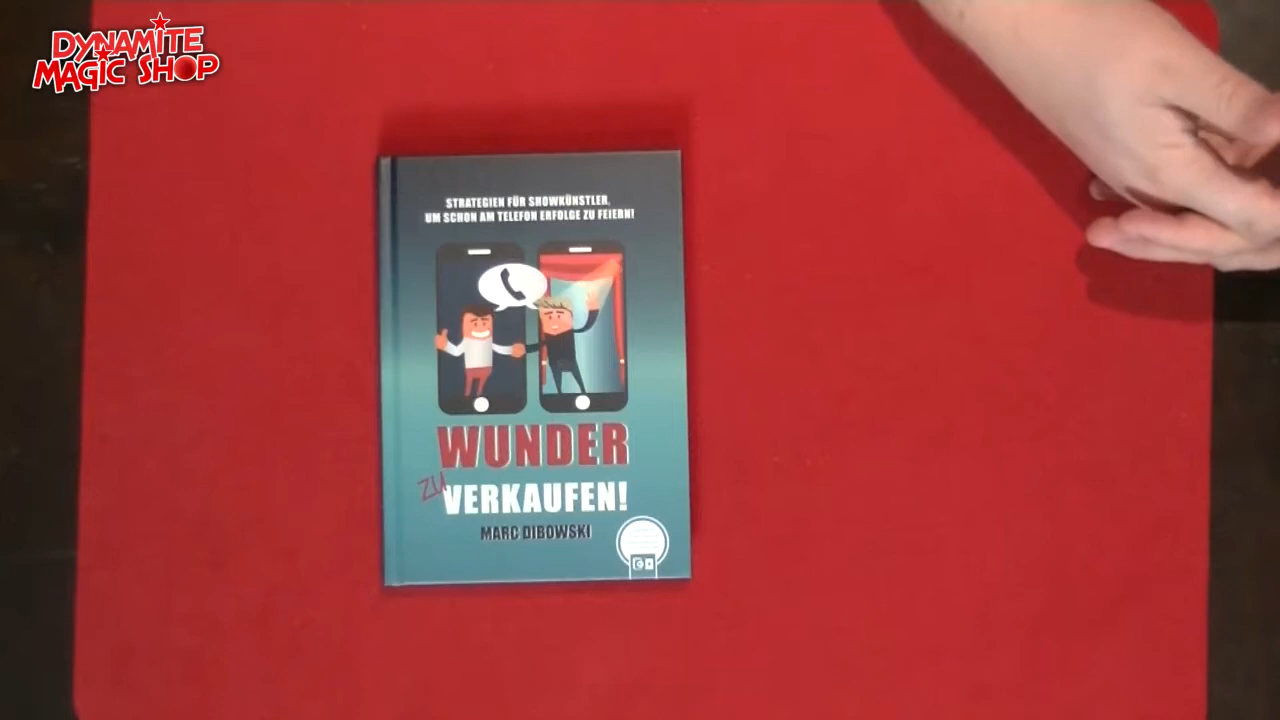 DYNAMITE
MAGIC SHOP
STRATEGIEN FÜR SHOWKÜNSTLER,
UM SCHON AM TELEFON ERFOLGE ZU FEIERN!
WUNDER
ZU
VERKAUFEN!
MARC DIBOWSKI